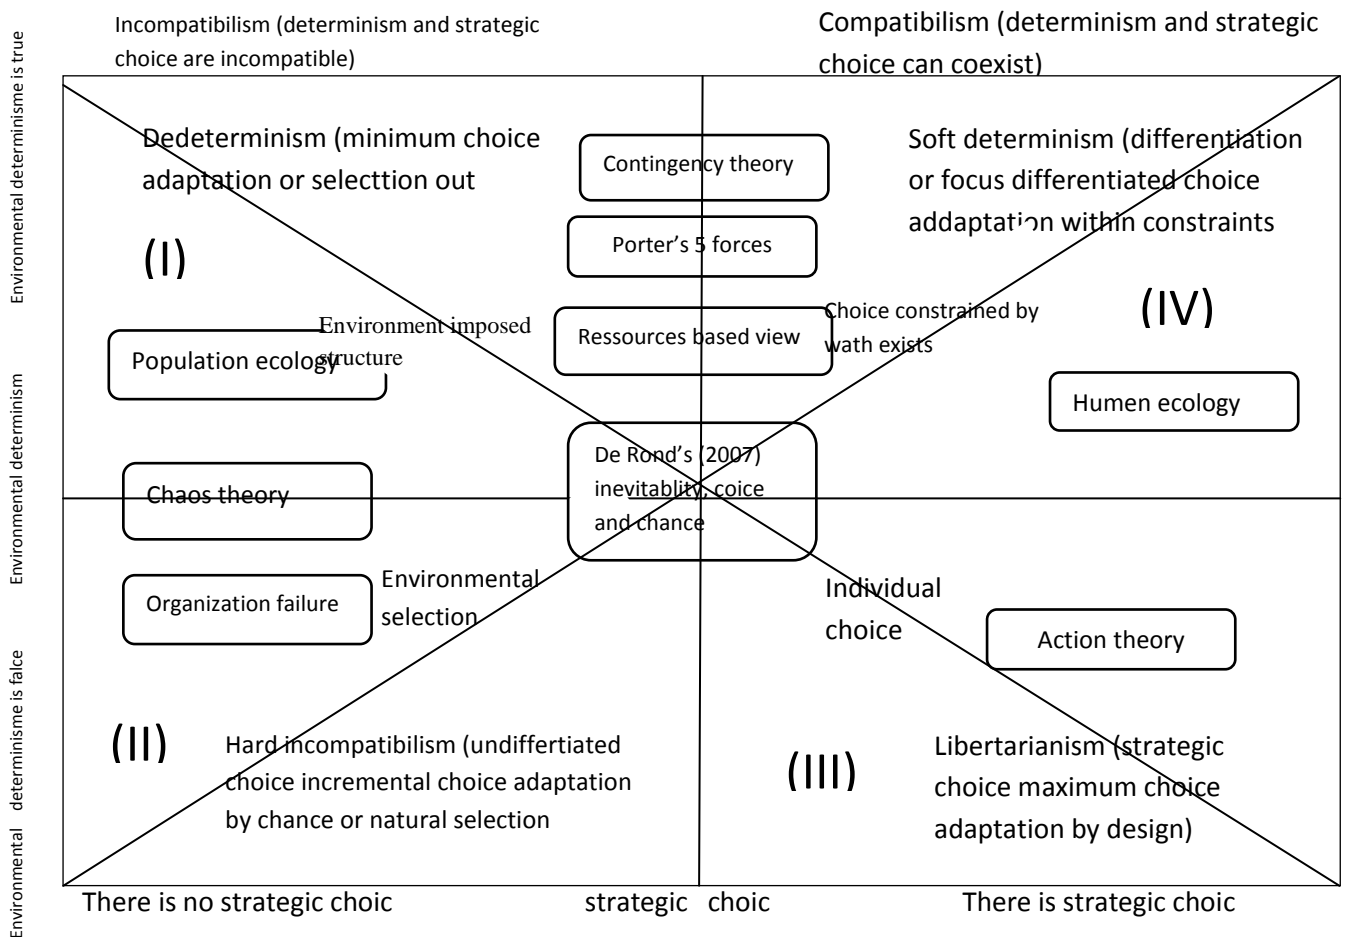 Incompatibilism (determinism and strategic
choice are incompatible)
Compatibilism (determinism and strategic
choice can coexist)
Environmental determinisme is true
Dedeterminism (minimum choice
adaptation or selecttion out
(I)
Contingency theory
Porter's 5 forces
Ressources based view
Soft determinism (differentiation
or focus differentiated choice
addaptation within constraints
(IV)
Environment imposed
structure
Population ecology
Choice constrained by
wath exists
Humen ecology
Environmental determinism
Chaos theory
De Rond's (2007)
inevitablity, coice
and chance
Organization failure
Environmental
selection
Individual
choice
Action theory
Environmental determinisme is falce
(II)
Hard incompatibilism (undiffertiated
choice incremental choice adaptation
by chance or natural selection
(III)
Libertarianism (strategic
choice maximum choice
adaptation by design)
There is no strategic choic
strategic choic
There is strategic choic